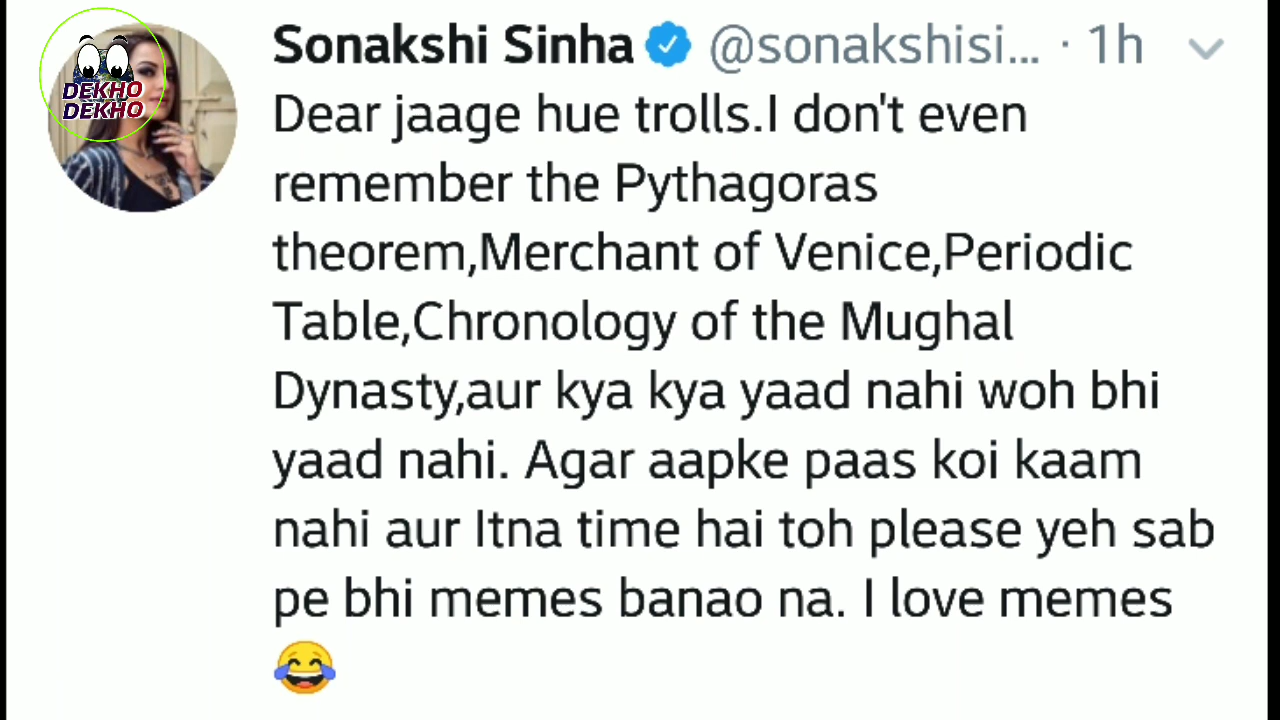 DEKHO
DEKHO
Sonakshi Sinha @sonakshisi... · 1h
Dear jaage hue trolls.I don't even
remember the Pythagoras
theorem,Merchant of Venice,Periodic
Table,Chronology of the Mughal
Dynasty,aur kya kya yaad nahi woh bhi
yaad nahi. Agar aapke paas koi kaam
nahi aur Itna time hai toh please yeh sab
pe bhi memes banao na. I love memes
😂